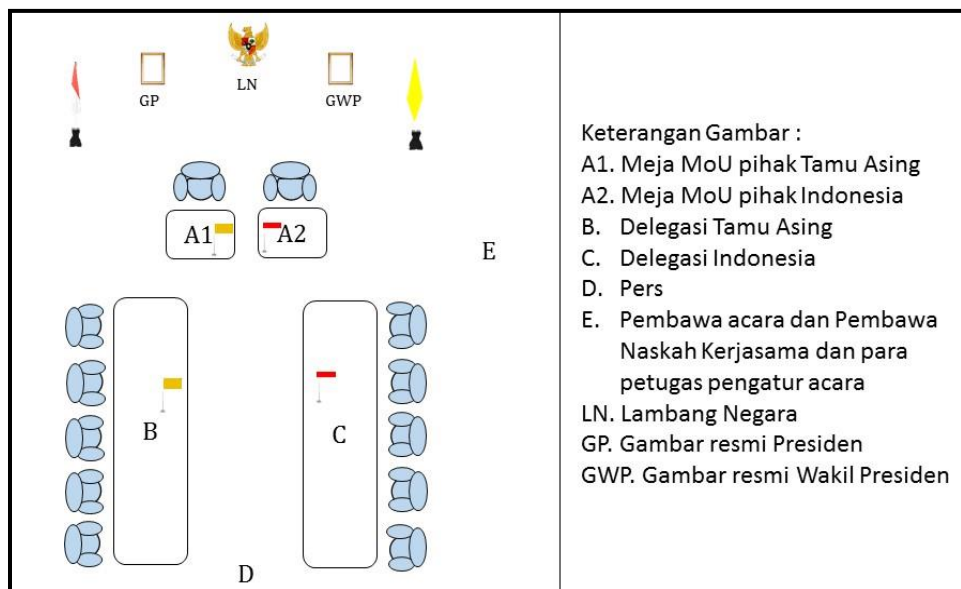 LN
GP
GWP
A1
A2
E
B
C
D
Keterangan Gambar :
A1. Meja MoU pihak Tamu Asing
A2. Meja MoU pihak Indonesia
B. Delegasi Tamu Asing
C. Delegasi Indonesia
D. Pers
E. Pembawa acara dan Pembawa
Naskah Kerjasama dan para
petugas pengatur acara
LN. Lambang Negara
GP. Gambar resmi Presiden
GWP. Gambar resmi Wakil Presiden